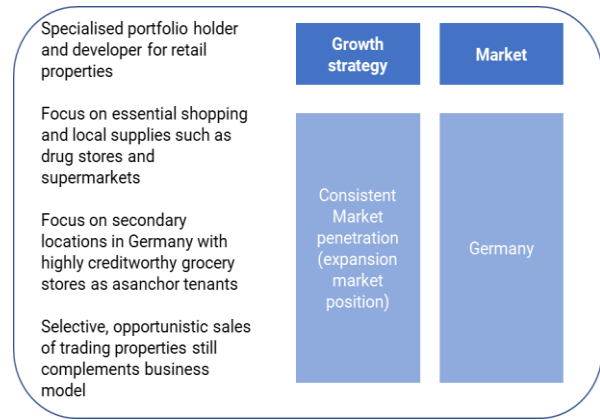 Specialised portfolio holder
and developer for retail
properties
Focus on essential shopping
and local supplies such as
drug stores and
supermarkets
Focus on secondary
locations in Germany with
highly creditworthy grocery
stores as asanchor tenants
Selective, opportunistic sales
of trading properties still
complements business
model
Growth
strategy
Consistent
Market
penetration
(expansion
market
position)
Market
Germany